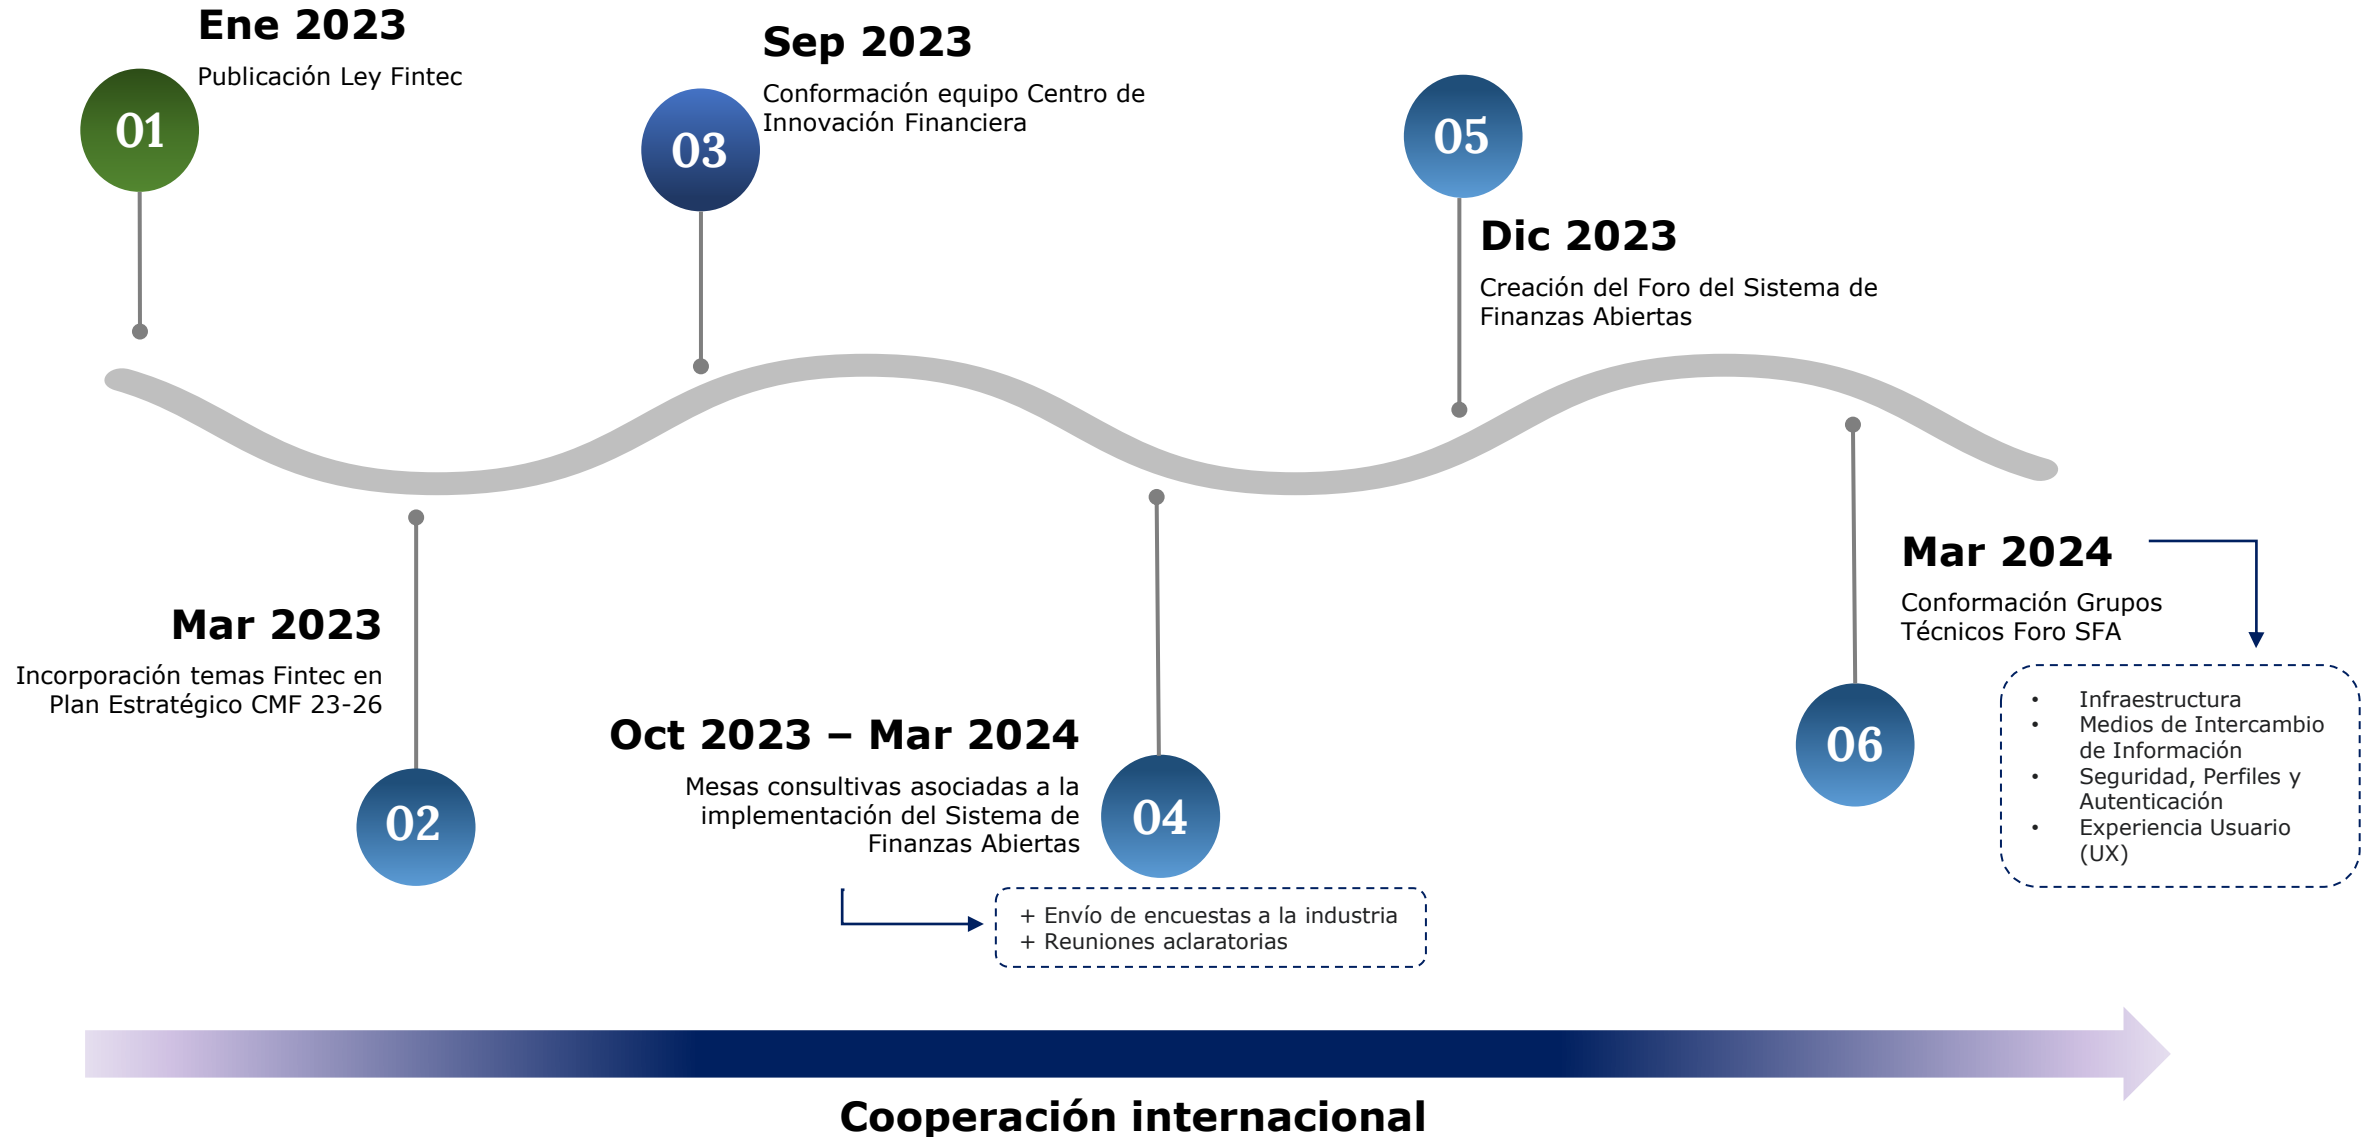 Ene 2023
Publicación Ley Fintec
01
Mar 2023
Incorporación temas Fintec en
Plan Estratégico CMF 23-26
02
Sep 2023
Conformación equipo Centro de
Innovación Financiera
03
Oct 2023 – Mar 2024
Mesas consultivas asociadas a la
implementación del Sistema de
Finanzas Abiertas
04
+ Envío de encuestas a la industria
+ Reuniones aclaratorias
05
Dic 2023
Creación del Foro del Sistema de
Finanzas Abiertas
Mar 2024
Conformación Grupos
Técnicos Foro SFA
06
• Infraestructura
• Medios de Intercambio
de Información
• Seguridad, Perfiles y
Autenticación
• Experiencia Usuario
(UX)
Cooperación internacional